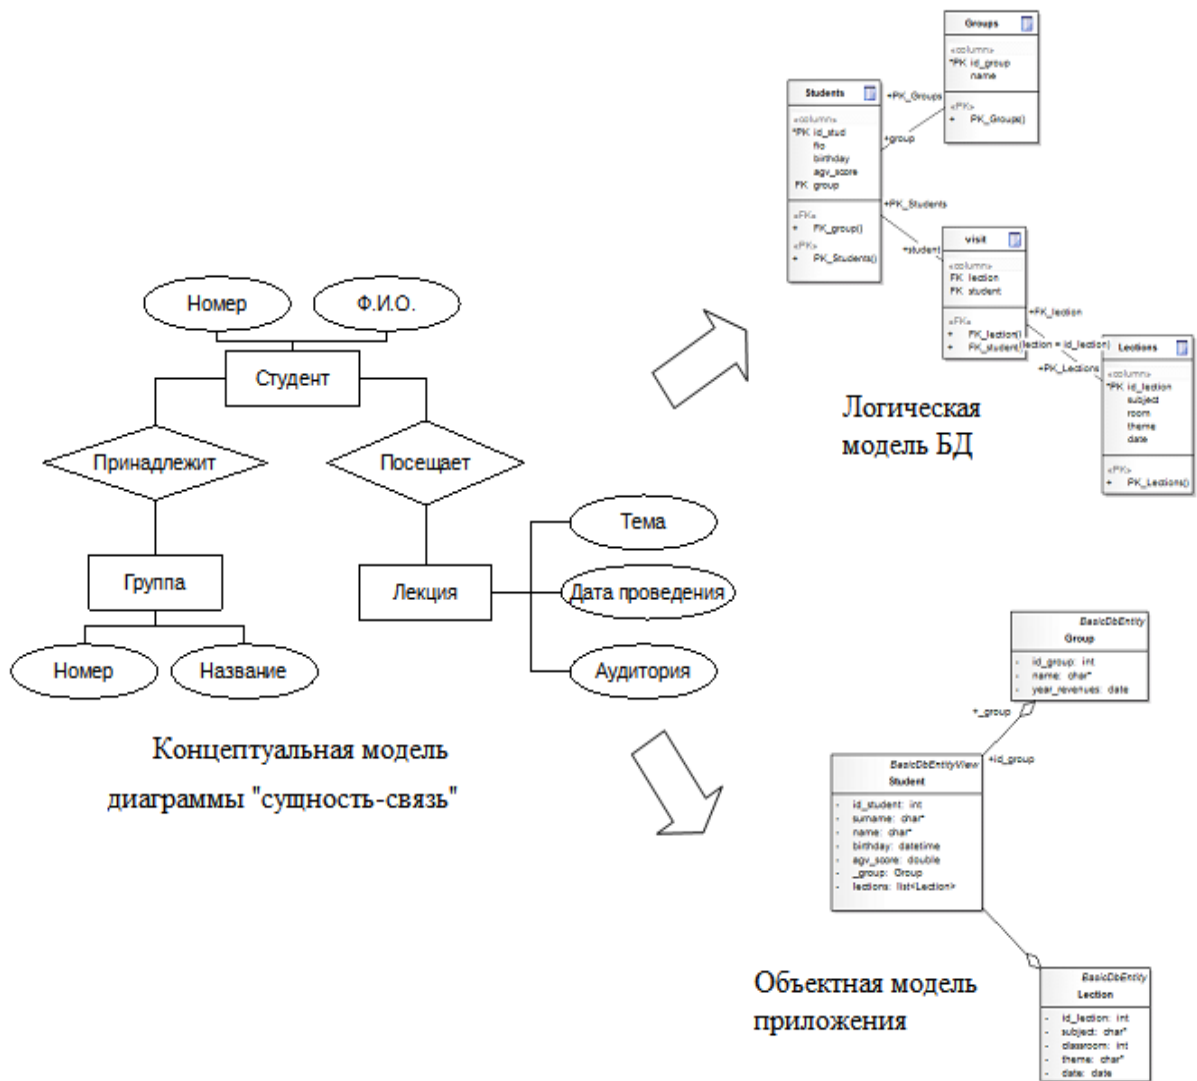 Номер
Ф.И.О.
Студент
Принадлежит
Посещает
Группа
Лекция
Номер
Название
Тема
Дата проведения
Аудитория
Концептуальная модель
диаграммы "сущность-связь"
Groups
«column»
*PK id_group
name
«PK»
+ PK_Groups()
Students
«column»
*PK id_stud
fio
birthday
agv_score
FK group
«FK»
+ FK_group()
«PK»
+ PK_Students()
+PK_Groups
+group
+PK_Students
+student
visit
«column»
FK lection
FK student
«FK»
+ FK_lection()
+ FK_student()
+FK_lection
(lection = id_lection)
+PK_Lections
Lections
«column»
*PK id_lection
subject
room
theme
date
«PK»
+ PK_Lections()
Логическая
модель БД
BasicDbEntity
Group
- id_group: int
- name: char*
- year_revenues: date
+_group
+id_group
BasicDbEntityView
Student
- id_student: int
- surname: char*
- name: char*
- birthday: datetime
- agv_score: double
- _group: Group
- lections: list<Lection>
BasicDbEntity
Lection
- id_lection: int
- subject: char*
- classroom: int
- theme: char*
- date: date
Объектная модель
приложения